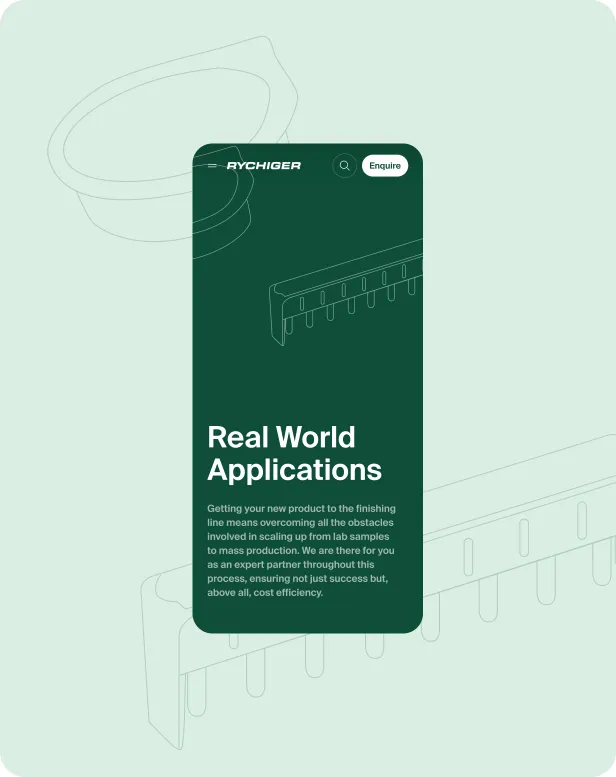 RYCHIGER
Enquire
Real World
Applications
Getting your new product to the finishing
line means overcoming all the obstacles
involved in scaling up from lab samples
to mass production. We are there for you
as an expert partner throughout this
process, ensuring not just success but,
above all, cost efficiency.